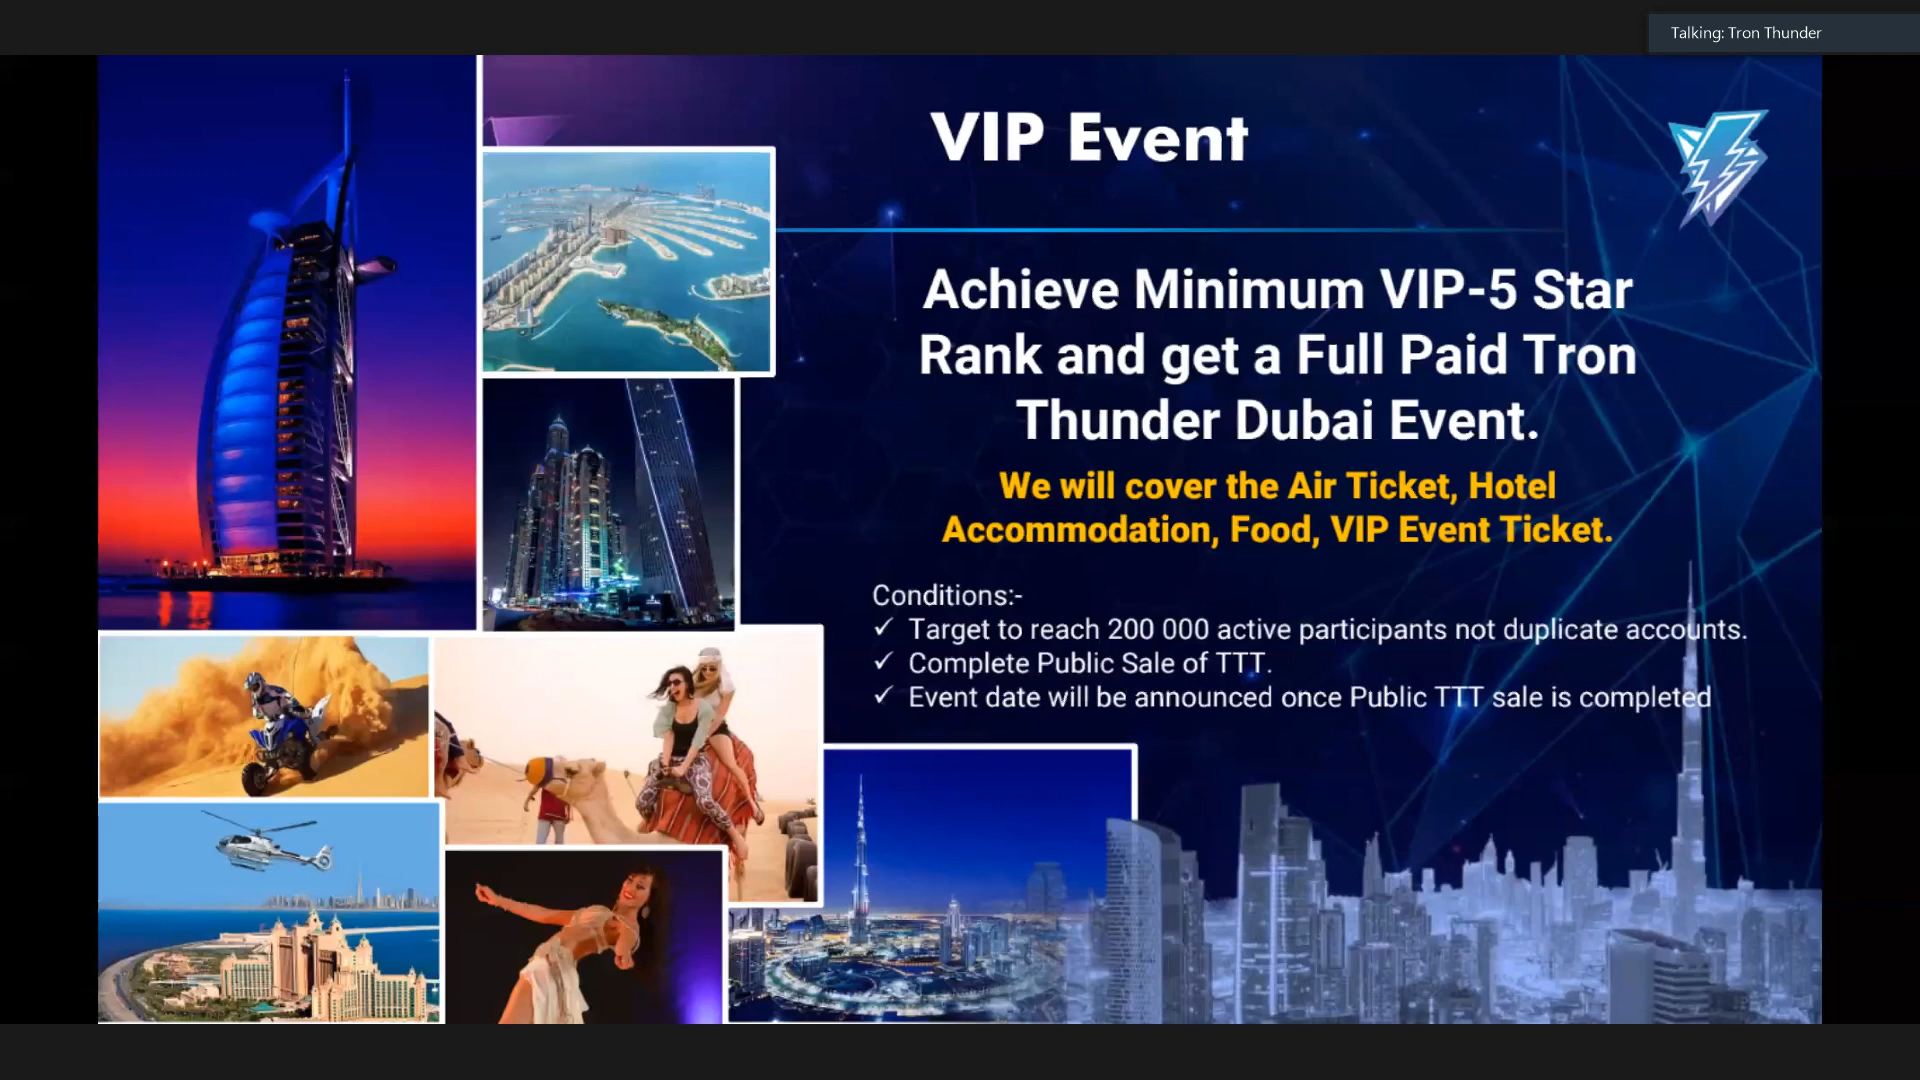 Talking: Tron Thunder
VIP Event
Achieve Minimum VIP-5 Star
Rank and get a Full Paid Tron
Thunder Dubai Event.
We will cover the Air Ticket, Hotel
Accommodation, Food, VIP Event Ticket.
Conditions:-
✓ Target to reach 200 000 active participants not duplicate accounts.
✓ Complete Public Sale of TTT.
✓ Event date will be announced once Public TTT sale is completed